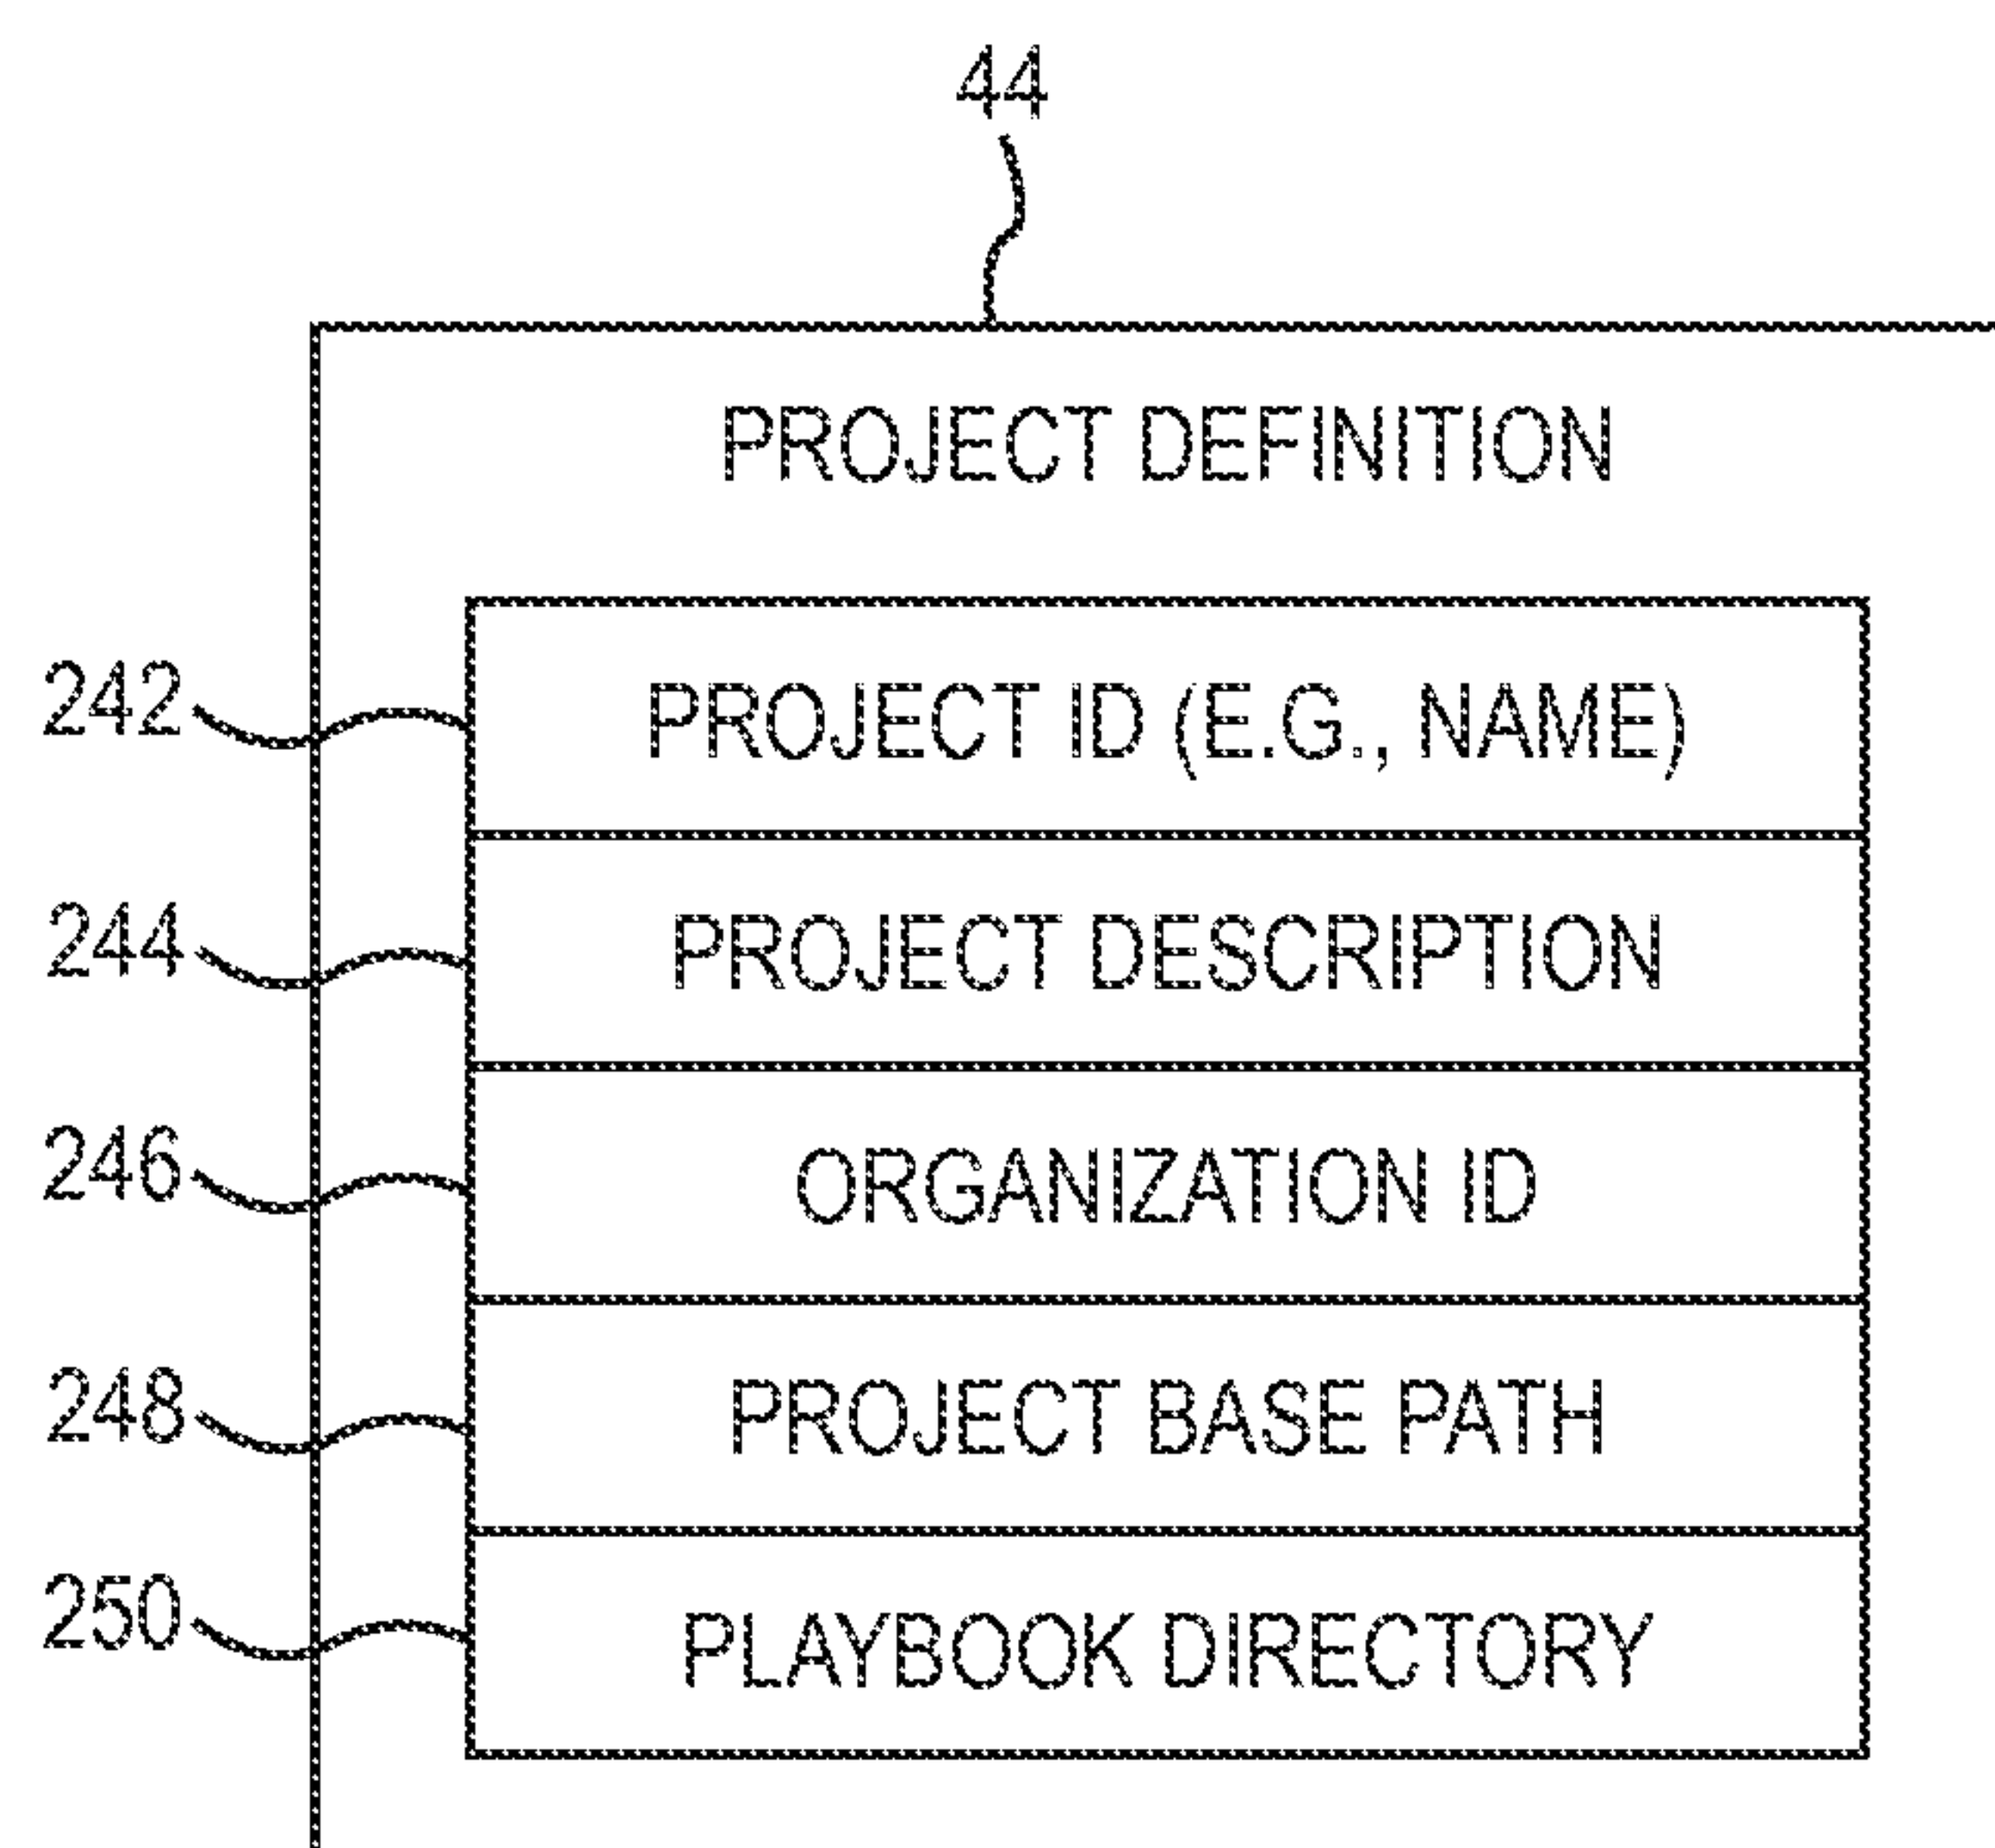 44
PROJECT DEFINITION
242 PROJECT ID (E.G., NAME)
244 PROJECT DESCRIPTION
246 ORGANIZATION ID
248 PROJECT BASE PATH
250 PLAYBOOK DIRECTORY